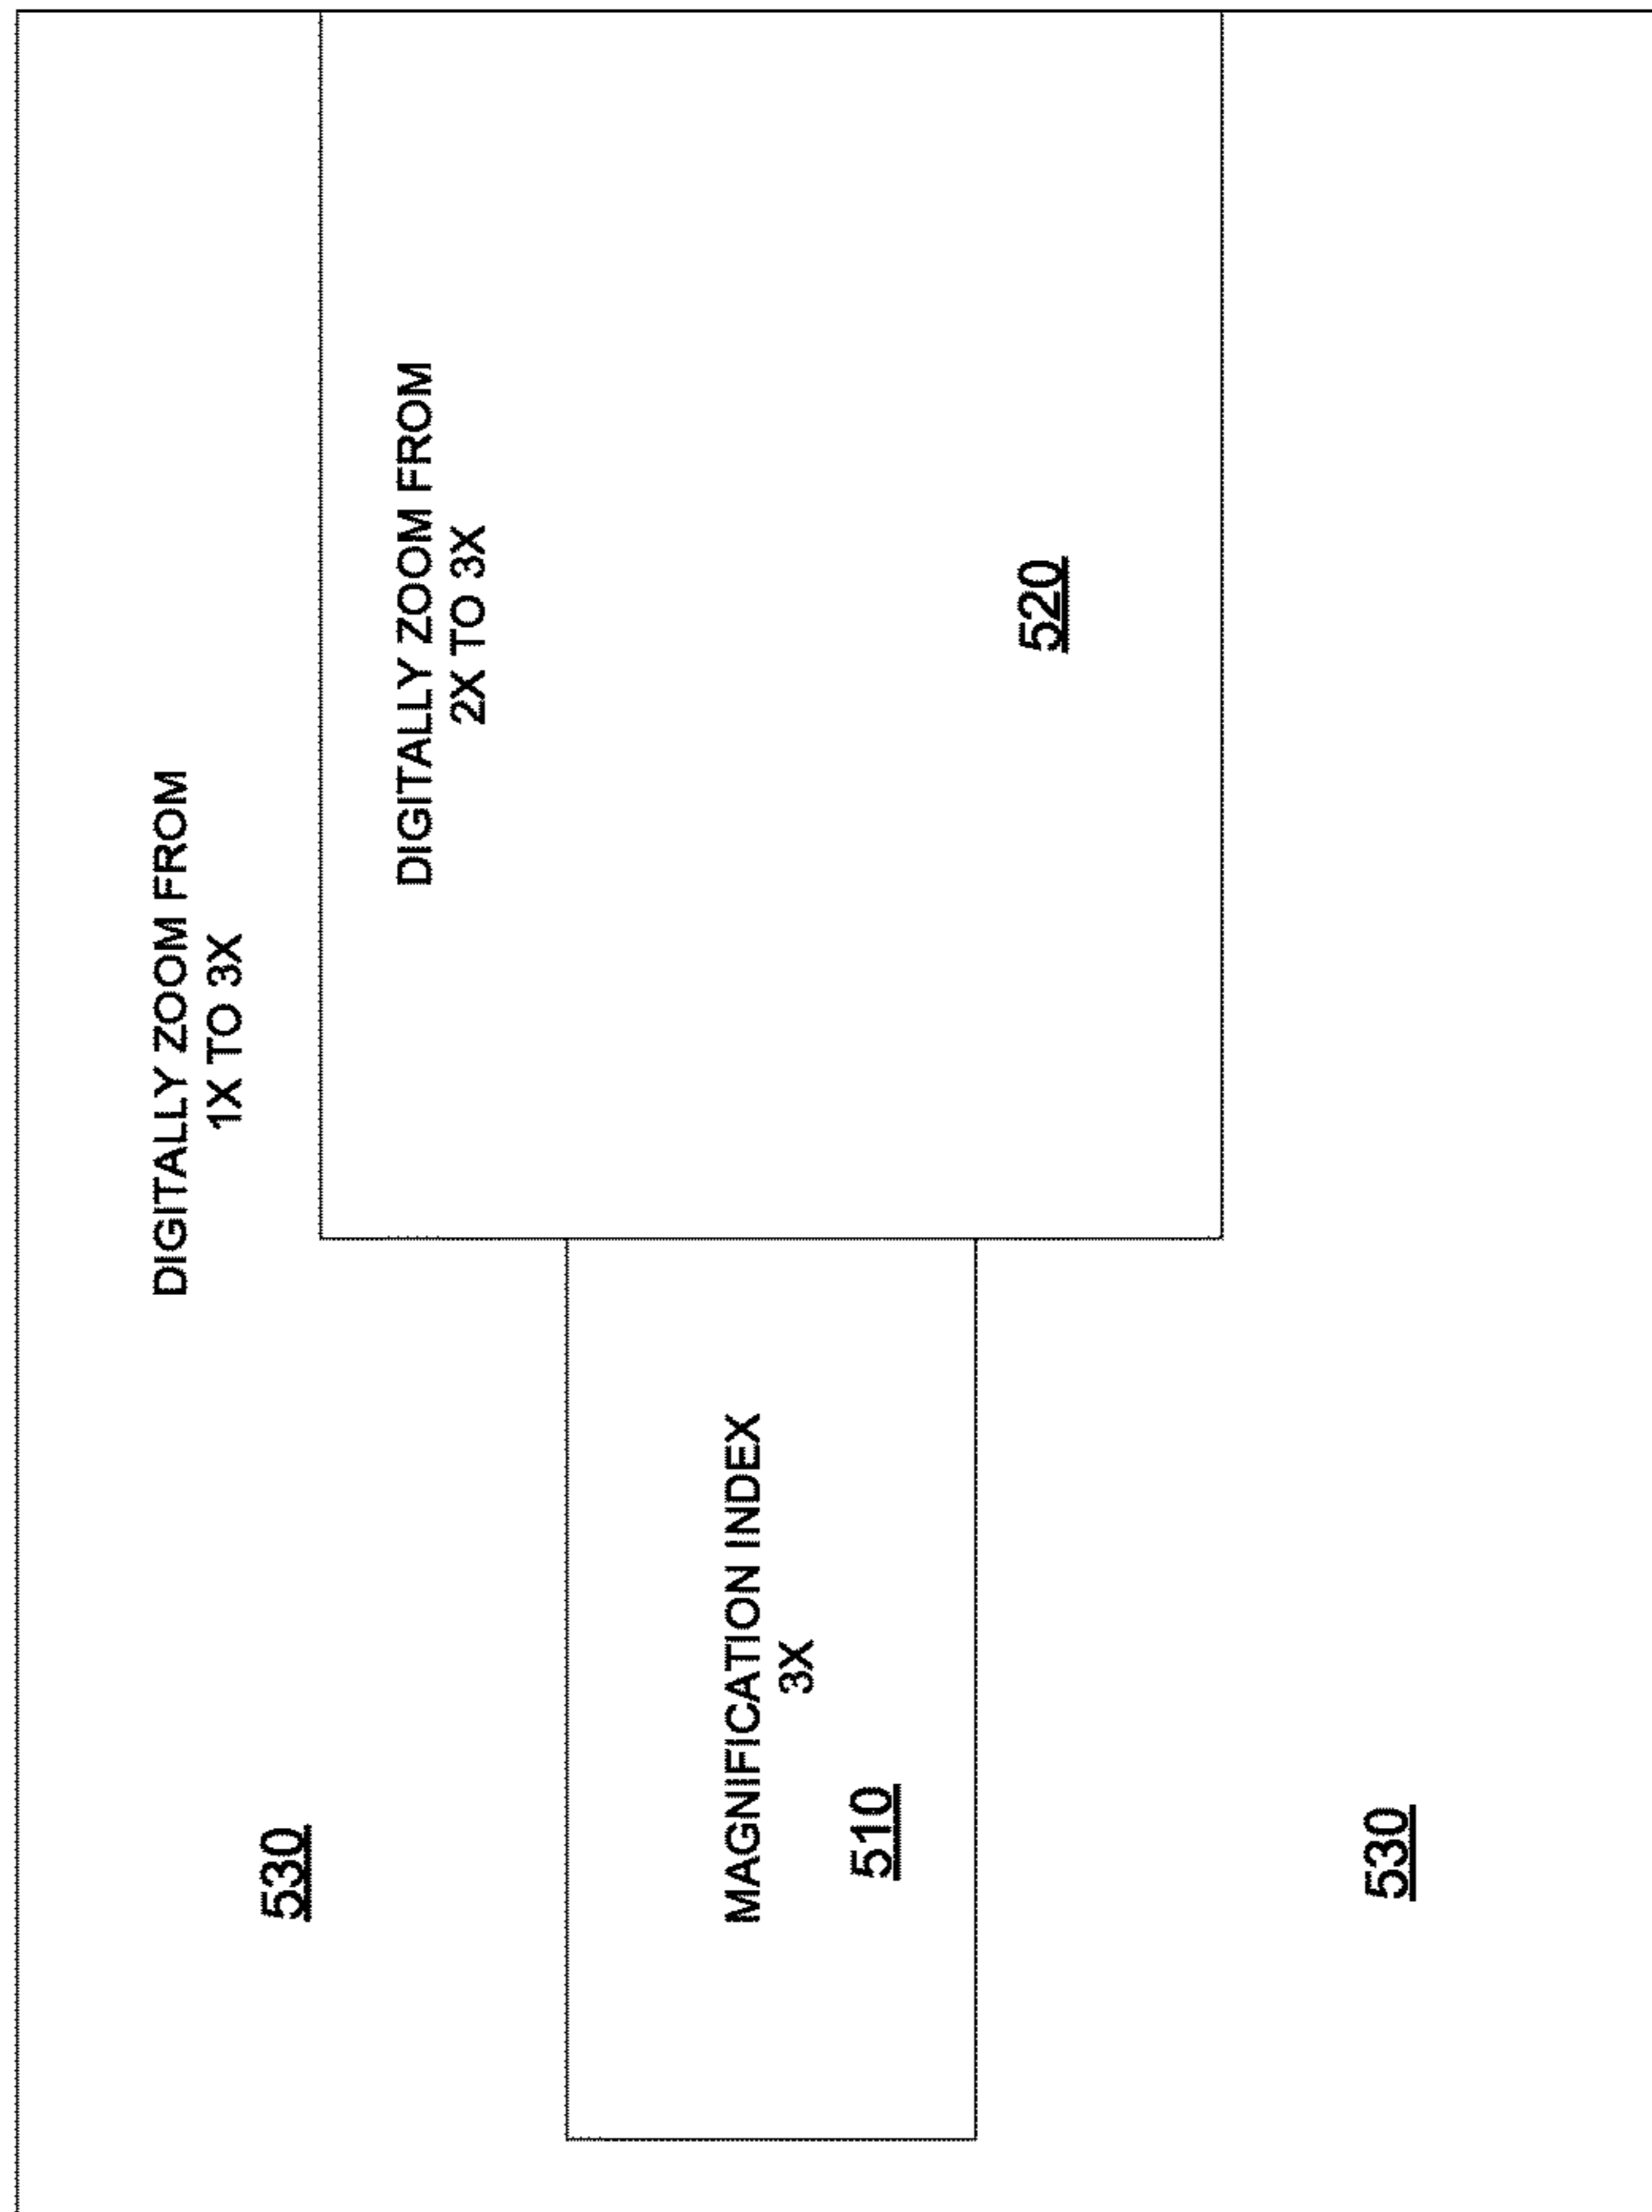 DIGITALLY ZOOM FROM
1X TO 3X
530
DIGITALLY ZOOM FROM
2X TO 3X
MAGNIFICATION INDEX
3X
510
520
530